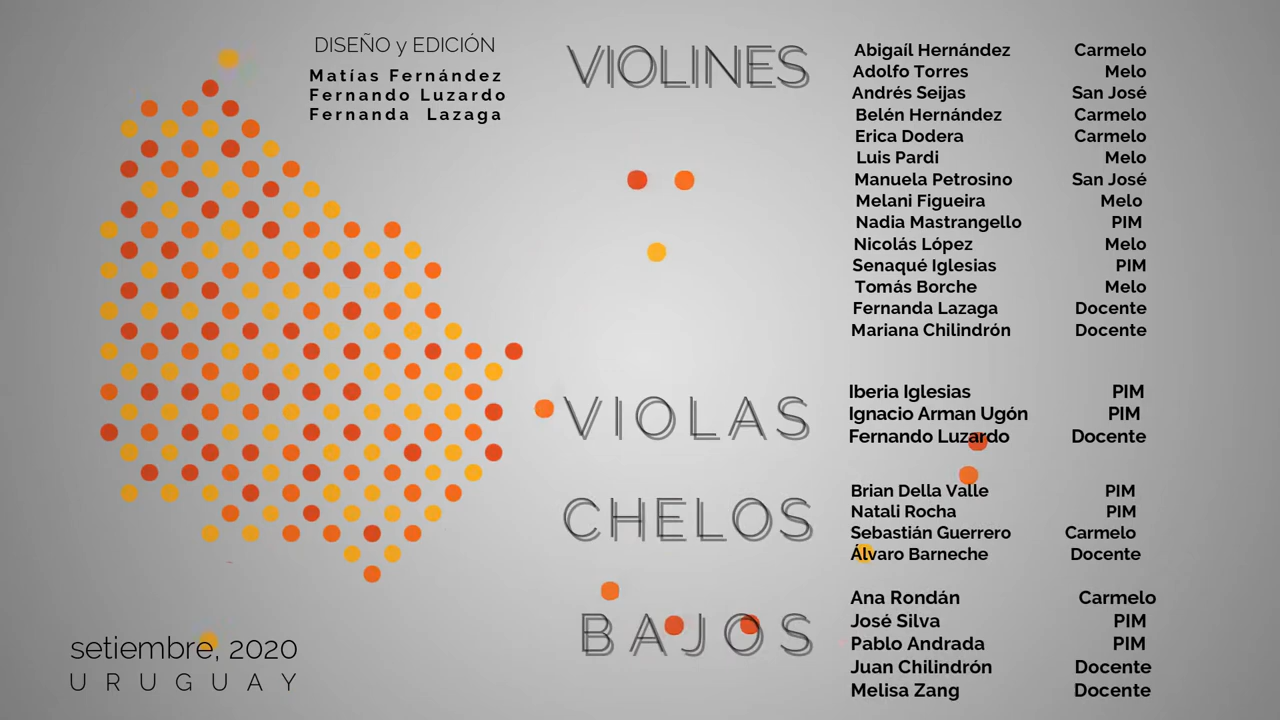 DISEÑO y EDICIÓN
Matías Fernández
Fernando Luzardo
Fernanda Lazaga
VIOLINES
Abigaíl Hernández Carmelo
Adolfo Torres Melo
Andrés Seijas San José
Belén Hernández Carmelo
Erica Dodera Carmelo
Luis Pardi Melo
Manuela Petrosino San José
Melani Figueira Melo
Nadia Mastrangello PIM
Nicolás López Melo
Senaqué Iglesias PIM
Tomás Borche Melo
Fernanda Lazaga Docente
Mariana Chilindrón Docente
VIOLAS
Iberia Iglesias PIM
Ignacio Arman Ugón PIM
Fernando Luzardo Docente
CHELOS
Brian Della Valle PIM
Natali Rocha PIM
Sebastián Guerrero Carmelo
Álvaro Barneche Docente
BAJOS
Ana Rondán Carmelo
José Silva PIM
Pablo Andrada PIM
Juan Chilindrón Docente
Melisa Zang Docente
setiembre, 2020
URUGUAY